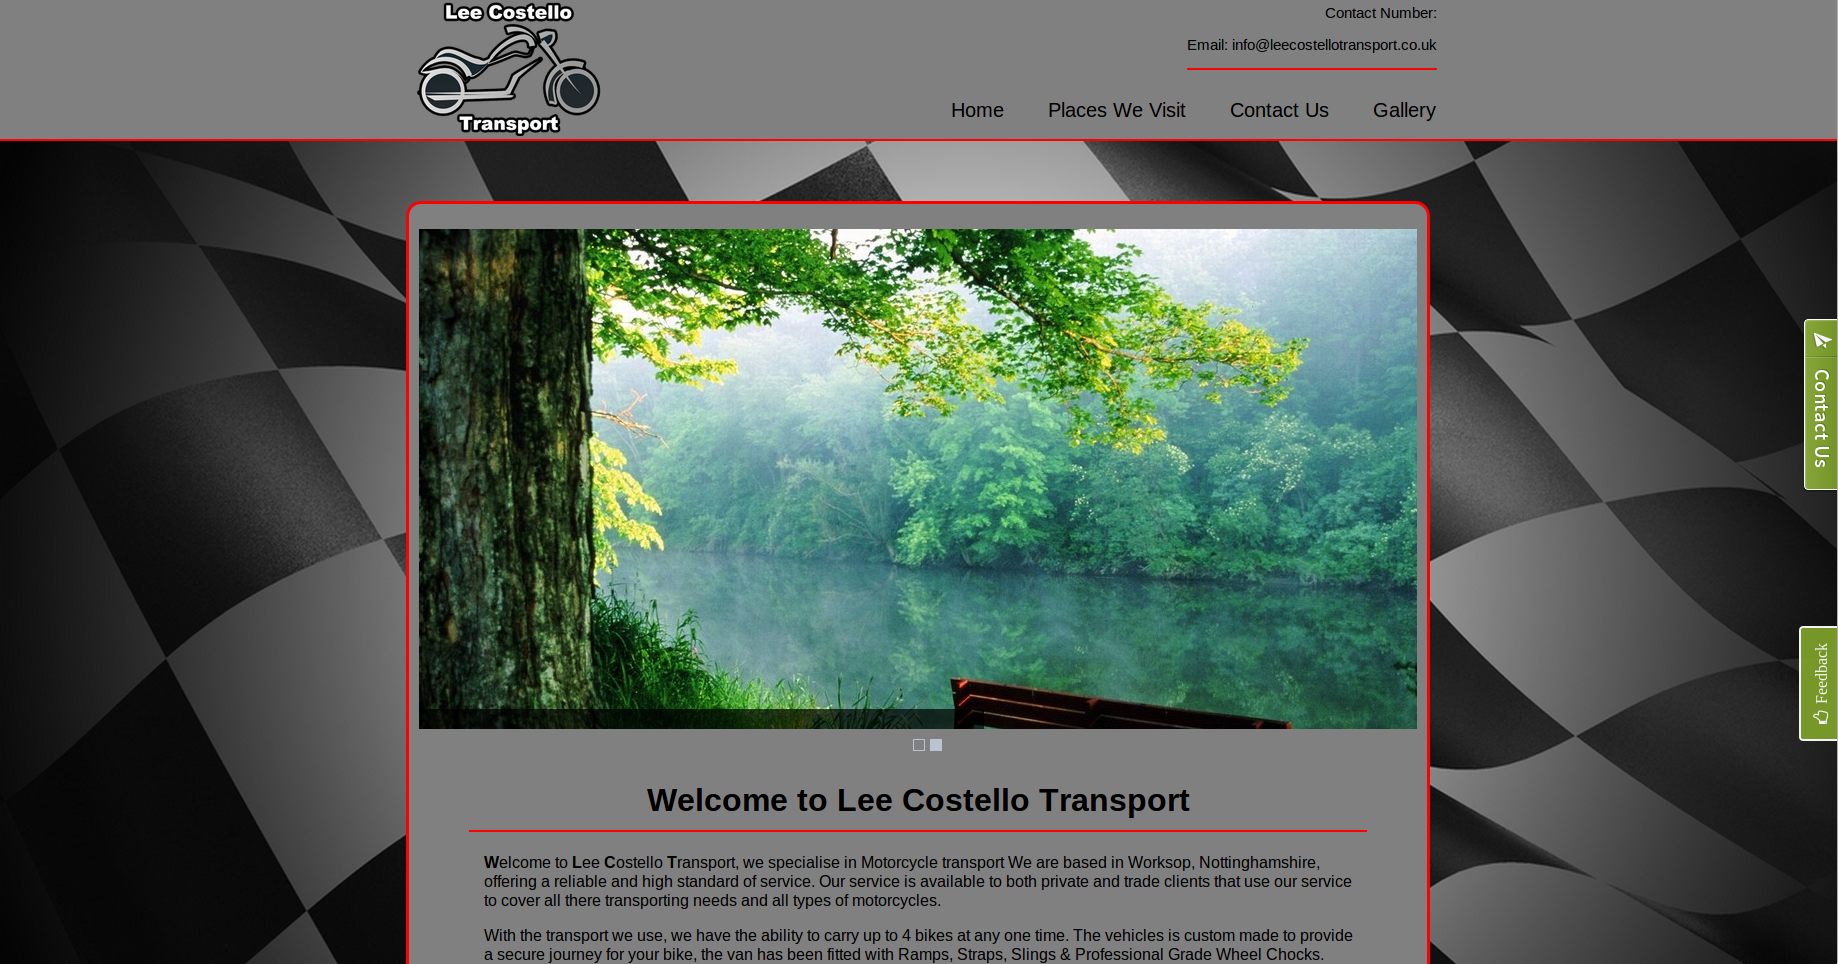 Lee Costello
Transport
Contact Number:
Email: info@leecostellotransport.co.uk
Home
Places We Visit
Contact Us
Gallery
Contact Us
Feedback
Welcome to Lee Costello Transport
Welcome to Lee Costello Transport, we specialise in Motorcycle transport We are based in Worksop, Nottinghamshire,
offering a reliable and high standard of service. Our service is available to both private and trade clients that use our service
to cover all there transporting needs and all types of motorcycles.
With the transport we use, we have the ability to carry up to 4 bikes at any one time. The vehicles is custom made to provide
a secure journey for your bike, the van has been fitted with Ramps, Straps, Slings & Professional Grade Wheel Chocks.